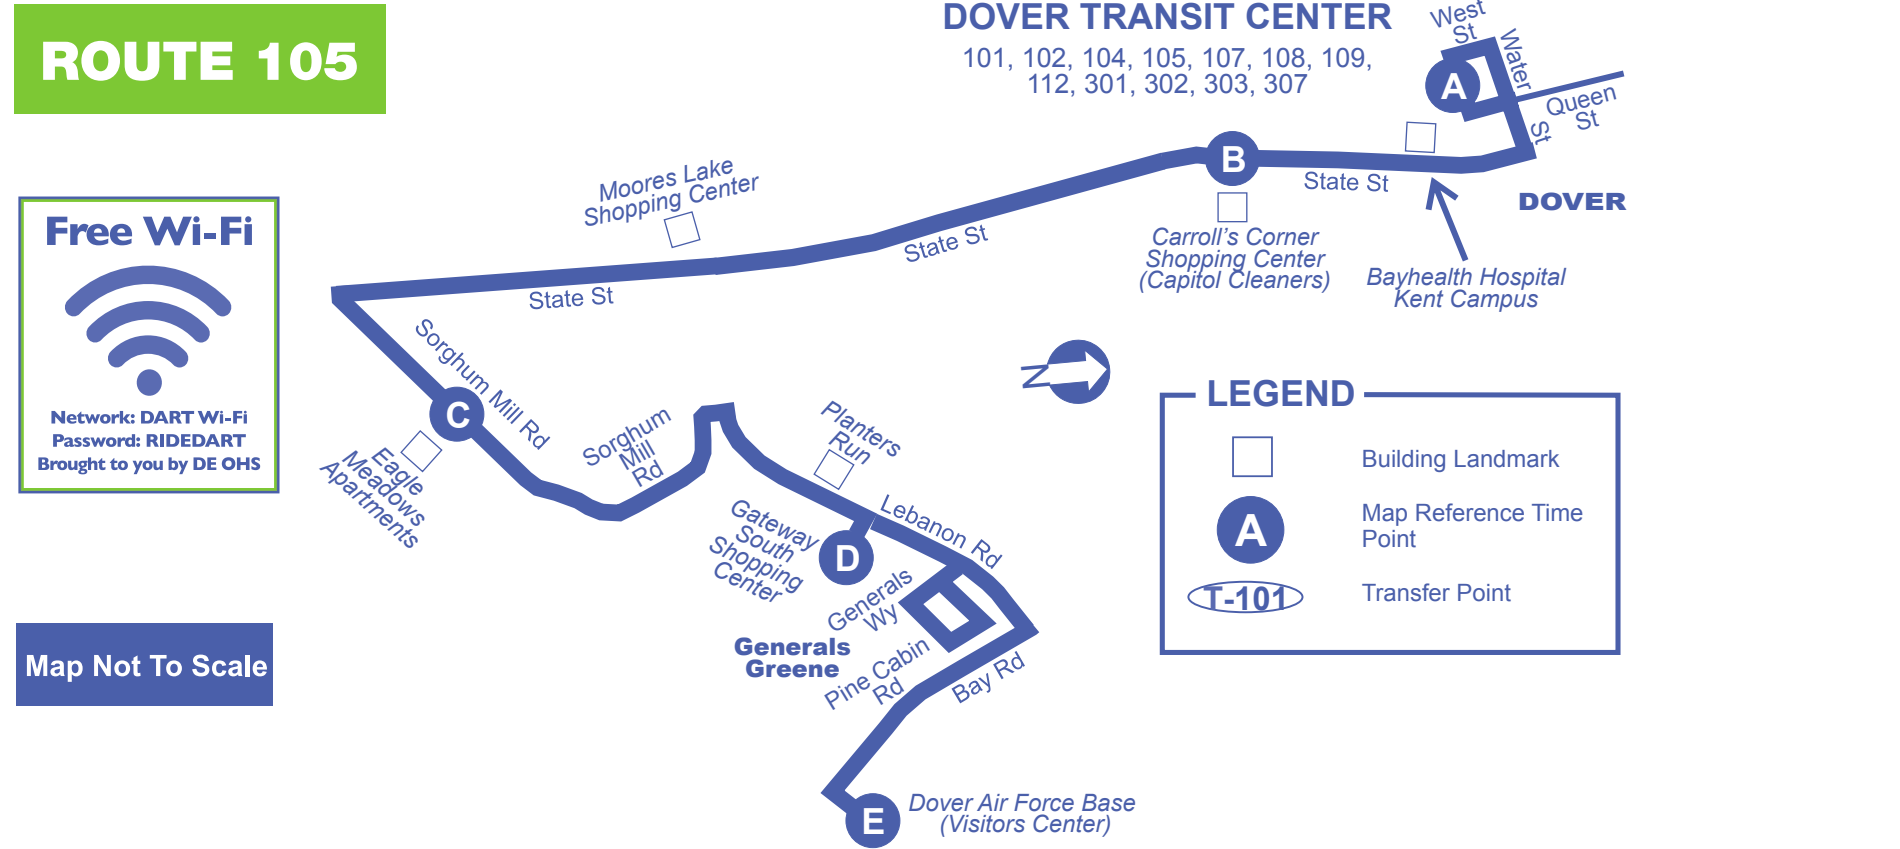 ROUTE 105
DOVER TRANSIT CENTER
101, 102, 104, 105, 107, 108, 109,
112, 301, 302, 303, 307
West
St
Water
St
A
Queen
St
B
State St
DOVER
Moores Lake
Shopping Center
State St
State St
Carroll's Corner
Shopping Center
(Capitol Cleaners)
Bayhealth Hospital
Kent Campus
Free Wi-Fi
Network: DART Wi-Fi
Password: RIDEDART
Brought to you by DE OHS
Sorghum Mill Rd
C
Eagle
Meadows
Apartments
Sorghum
Mill
Rd
N
Planters
Run
Lebanon Rd
Gateway
South
Shopping
Center
D
Generals
Wy
Generals
Greene
Pine Cabin
Rd
Bay Rd
E
Dover Air Force Base
(Visitors Center)
LEGEND
Building Landmark
A
Map Reference Time
Point
T-101
Transfer Point
Map Not To Scale